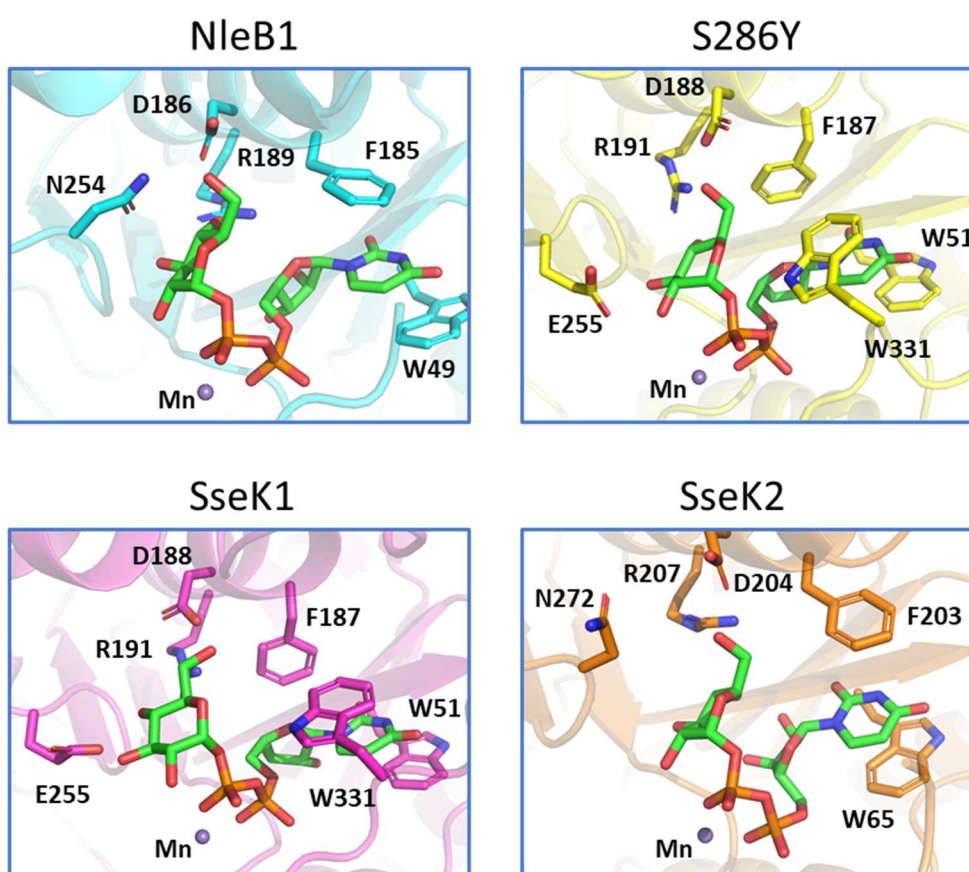 NleB1
S286Y
D186
R189
F185
N254
W49
Mn
D188
R191
F187
W51
E255
W331
Mn
SseK1
SseK2
D188
F187
R191
W51
E255
W331
Mn
R207
D204
N272
F203
W65
Mn